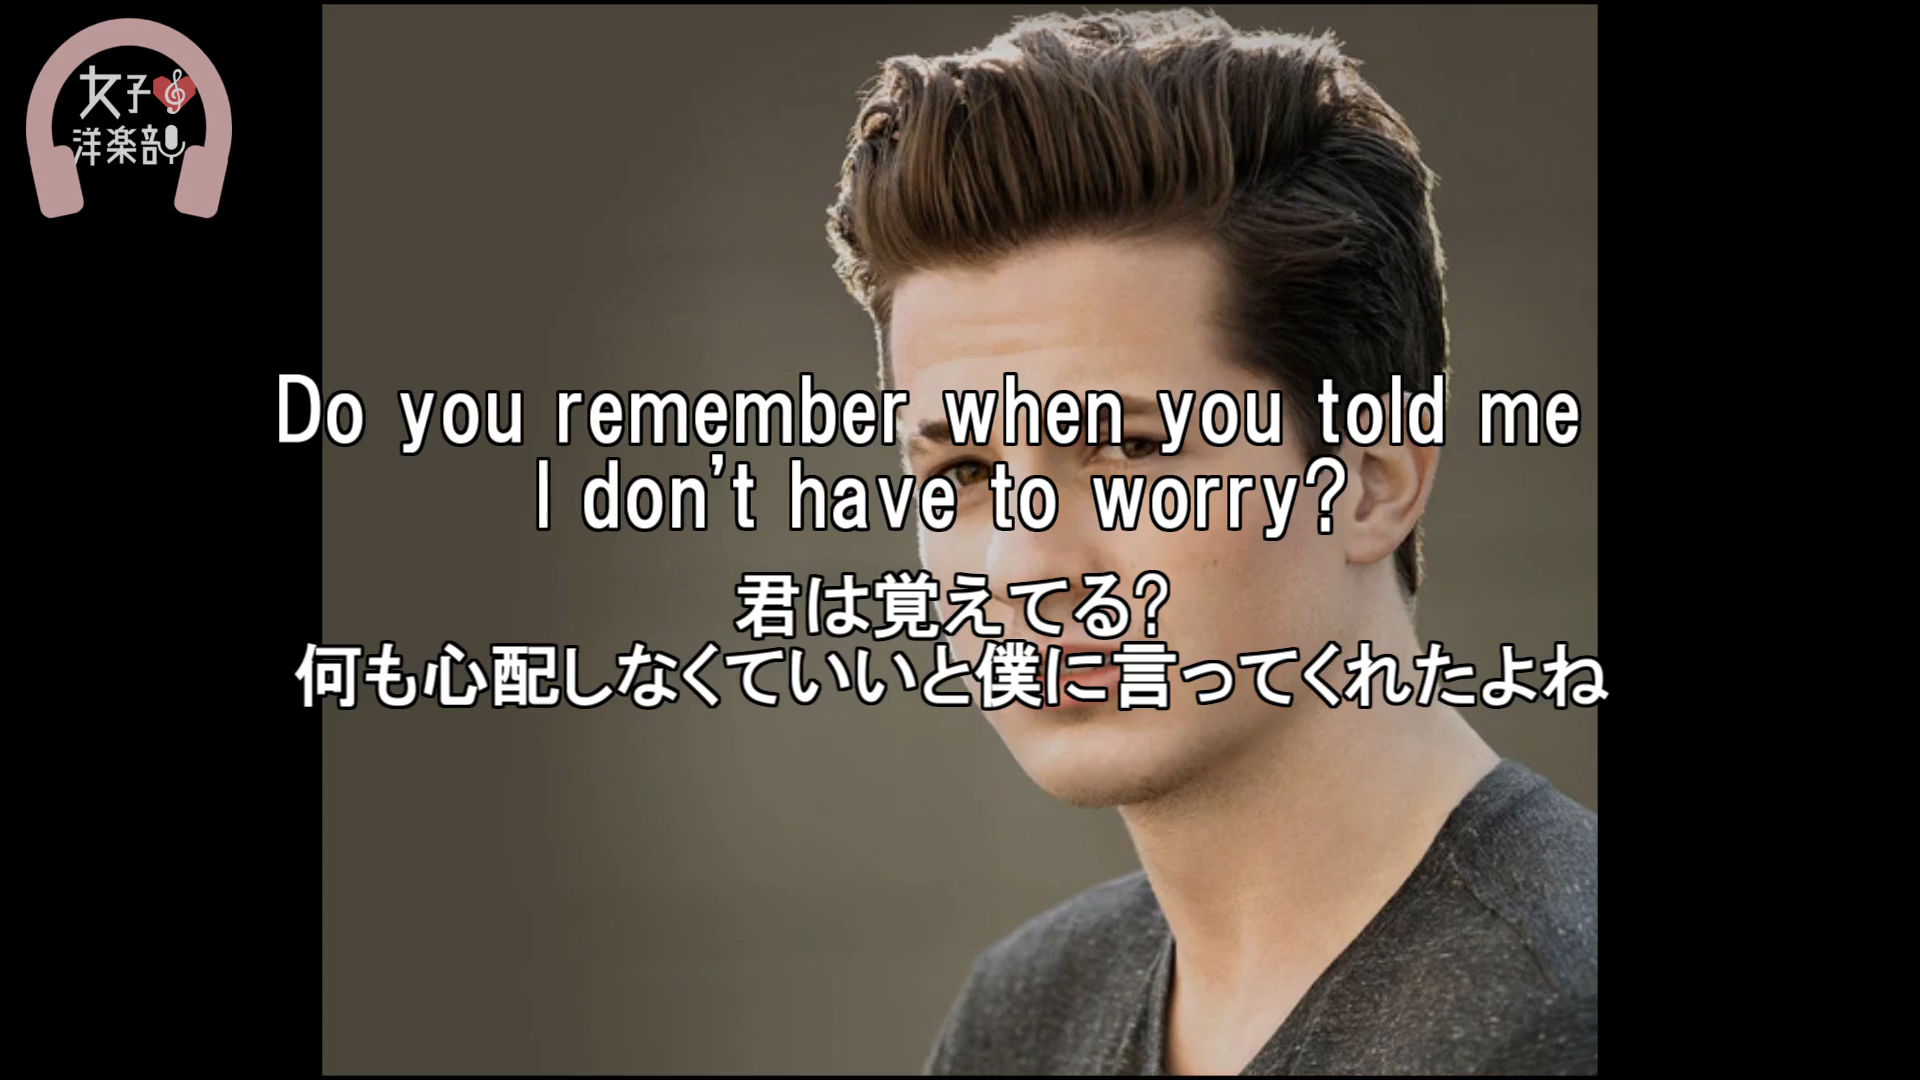 女子
洋楽部
Do you remember when you told me
I don't have to worry?
君は覚えてる?
何も心配しなくていいと僕に言ってくれたよね